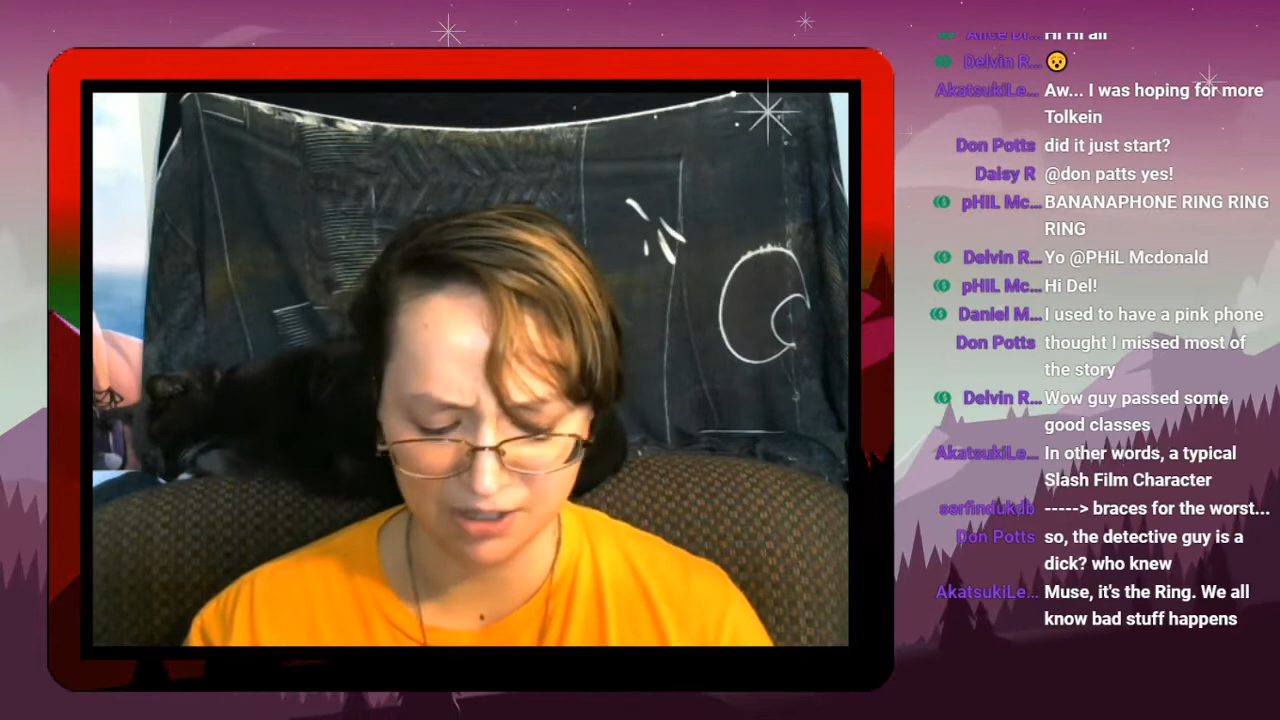 Alice Di... Hi Hi all
Delvin R...
AkatsukiLe... Aw... I was hoping for more
Tolkein
Don Potts did it just start?
Daisy R @don patts yes!
pHIL Mc... BANANAPHONE RING RING
RING
Delvin R... Yo @PHiL Mcdonald
pHIL Mc... Hi Del!
Daniel M... I used to have a pink phone
Don Potts thought I missed most of
the story
Delvin R... Wow guy passed some
good classes
AkatsukiLe... In other words, a typical
Slash Film Character
serfindukdb -----> braces for the worst...
Don Potts so, the detective guy is a
dick? who knew
AkatsukiLe... Muse, it's the Ring. We all
know bad stuff happens